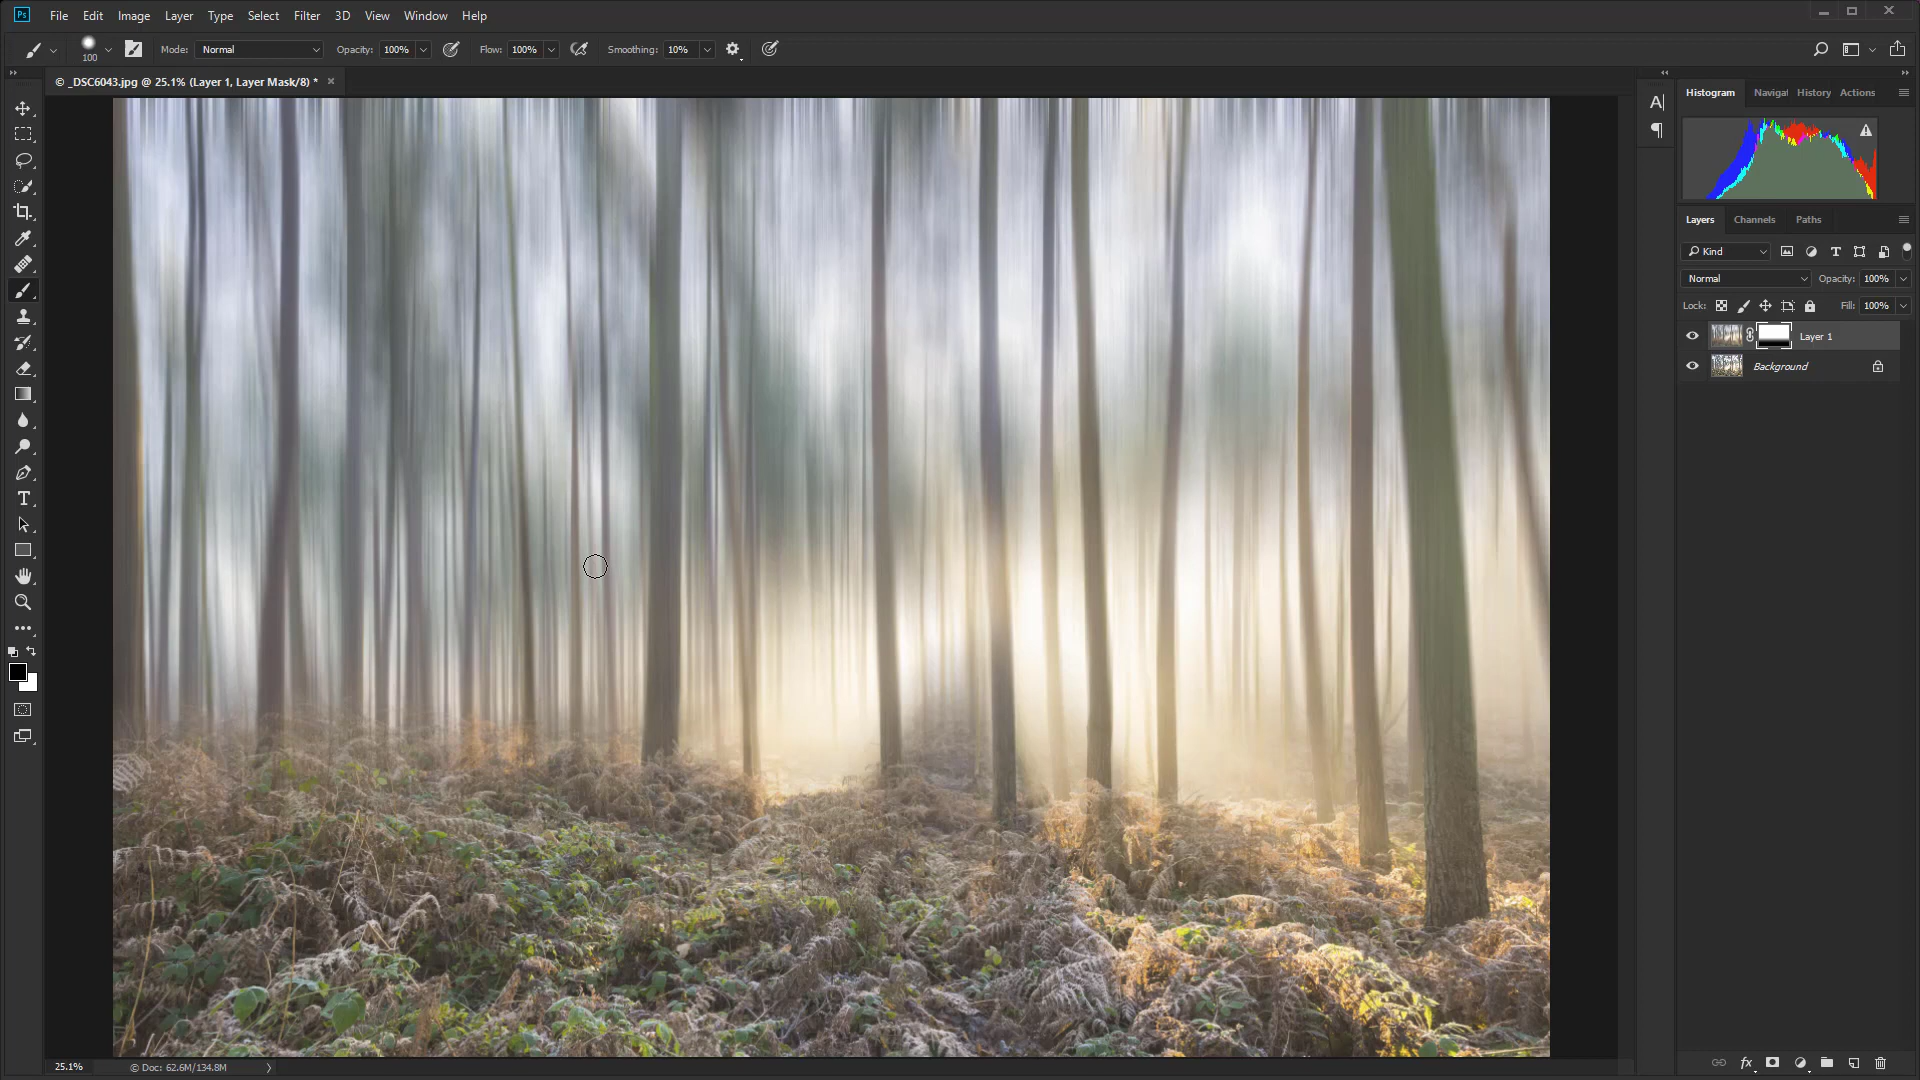 Ps File Edit Image Layer Type Select Filter 3D View Window Help
100 Mode: Normal Opacity: 100% Flow: 100% Smoothing: 10%
© _DSC6043.jpg @ 25.1% (Layer 1, Layer Mask/8) *
Histogram Navigat History Actions
Layers Channels Paths
Kind
Normal Opacity: 100%
Lock: Fill: 100%
Layer 1
Background
25.1% © Doc: 62.6M/134.8M